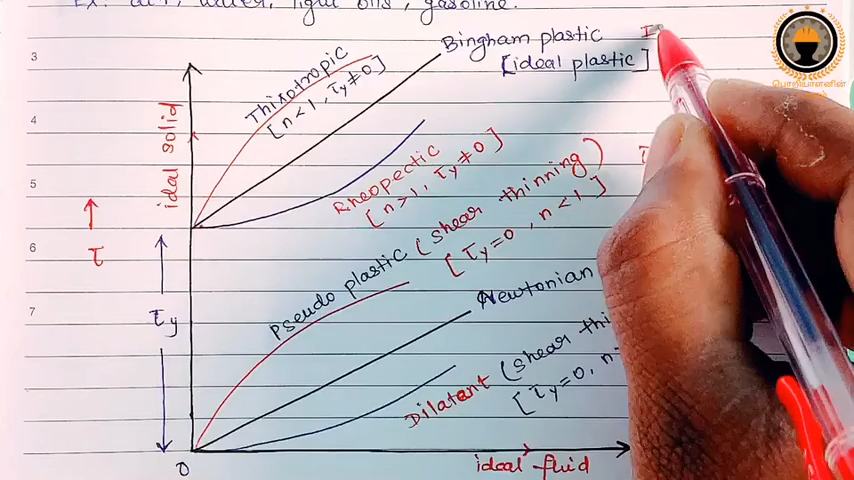 Ex: air, water, light oils, gasoline.
பொறியாளனின்
3
Bingham plastic
[ideal plastic]
Thixotropic
[n<1, τy≠0]
4
ideal solid
5
Rheopectic
[n>1, τy≠0]
6
τ
Pseudo plastic (shear thinning)
[τy=0, n<1]
7
τy
Newtonian
Dilatent (shear thi
[τy=0, n
0
ideal fluid